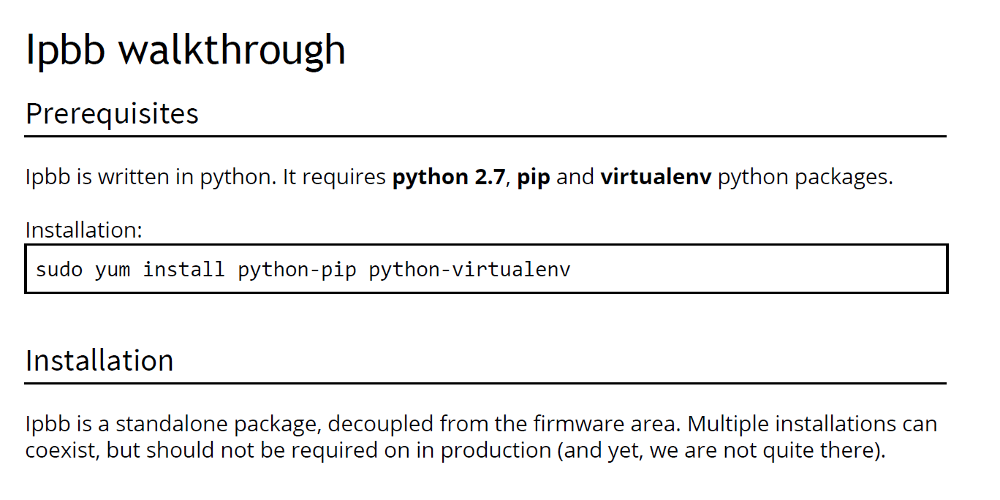 Ipbb walkthrough
Prerequisites
Ipbb is written in python. It requires python 2.7, pip and virtualenv python packages.
Installation:
sudo yum install python-pip python-virtualenv
Installation
Ipbb is a standalone package, decoupled from the firmware area. Multiple installations can
coexist, but should not be required on in production (and yet, we are not quite there).